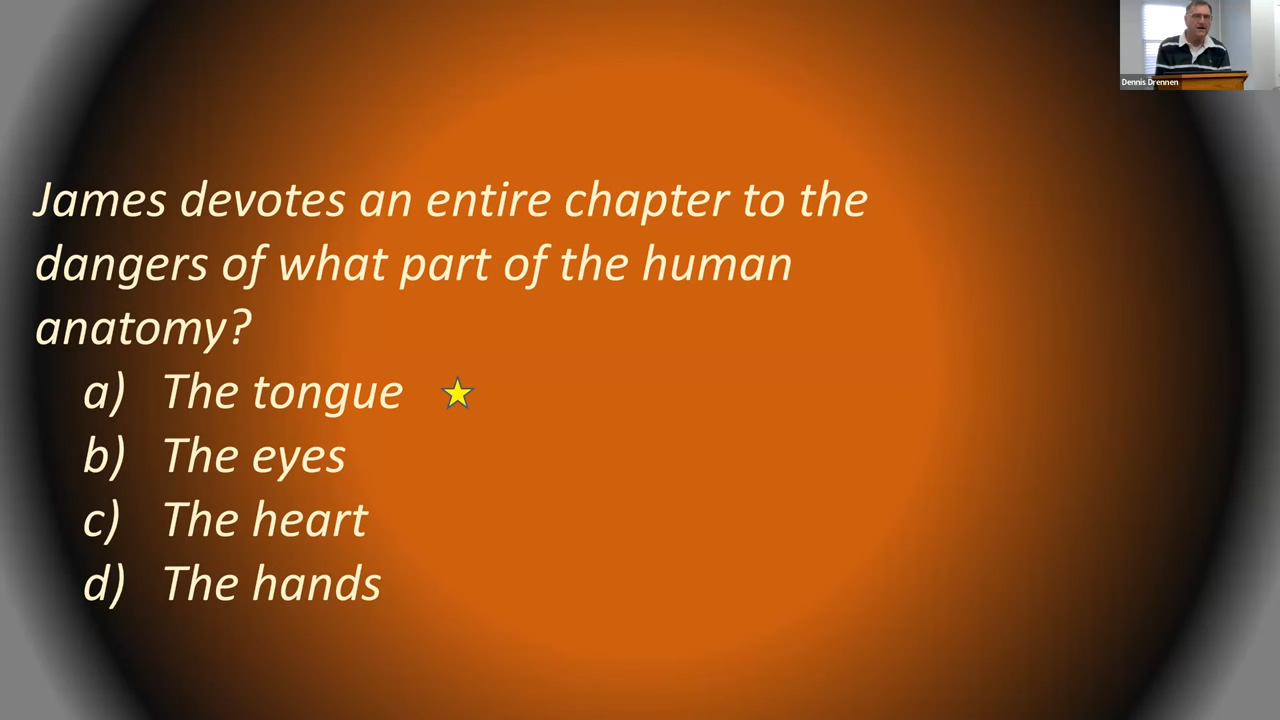 Dennis Drennen
James devotes an entire chapter to the
dangers of what part of the human
anatomy?
a) The tongue
b) The eyes
c) The heart
d) The hands